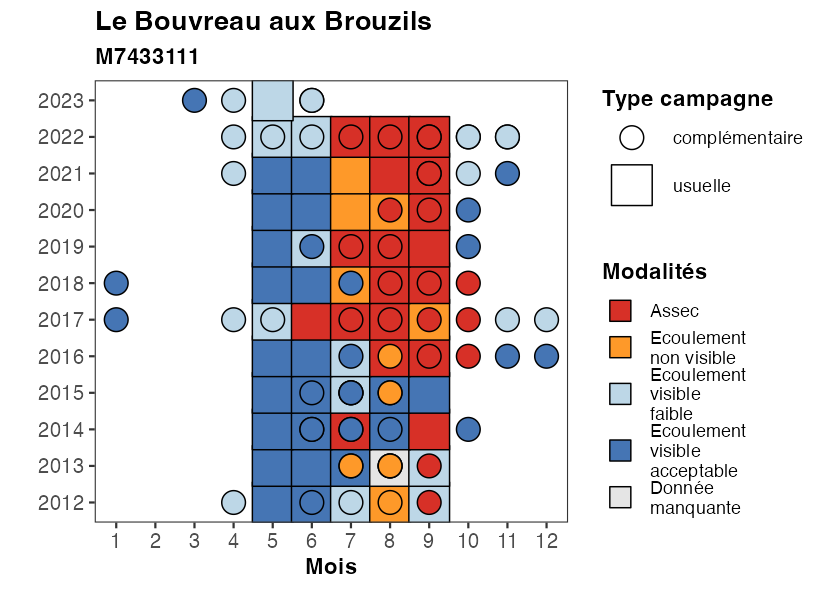 Le Bouvreau aux Brouzils
M7433111
2023
2022
2021
2020
2019
2018
2017
2016
2015
2014
2013
2012
1 2 3 4 5 6 7 8 9 10 11 12
Mois
Type campagne
complémentaire
usuelle
Modalités
Assec
Ecoulement
non visible
Ecoulement
visible
faible
Ecoulement
visible
acceptable
Donnée
manquante